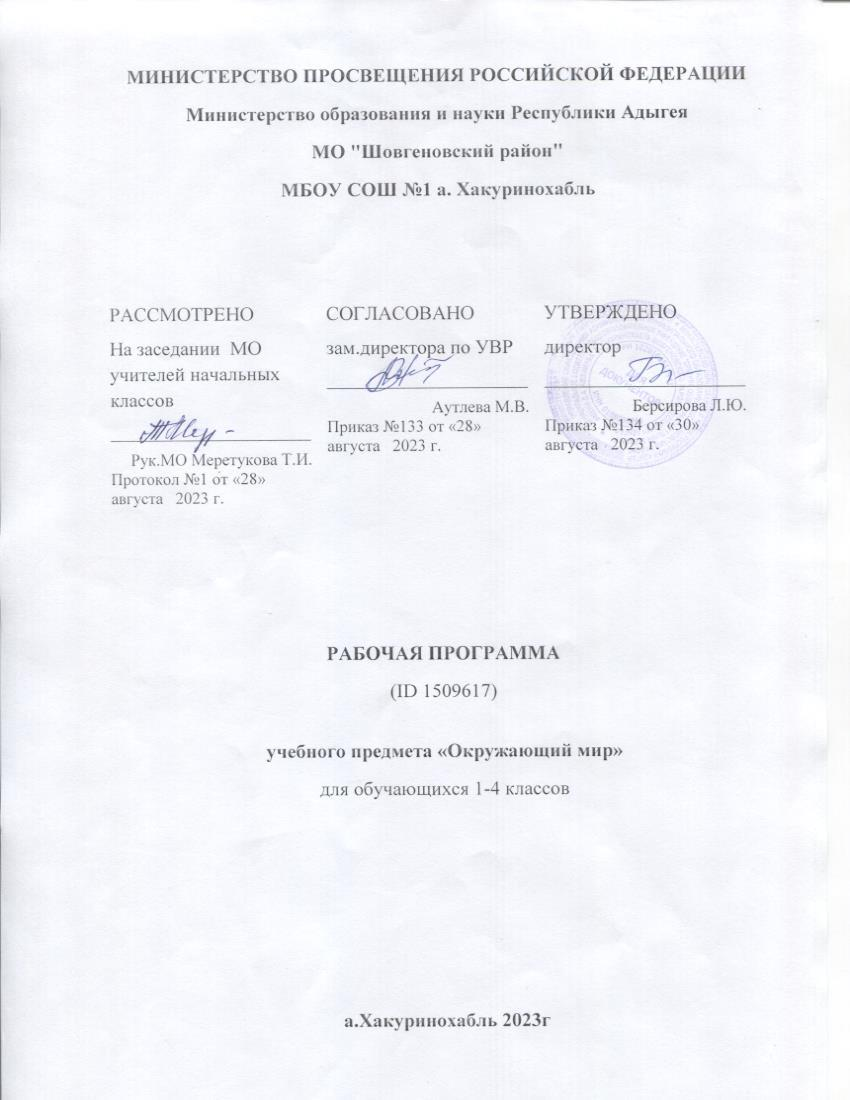 МИНИСТЕРСТВО ПРОСВЕЩЕНИЯ РОССИЙСКОЙ ФЕДЕРАЦИИ
Министерство образования и науки Республики Адыгея
МО "Шовгеновский район"
МБОУ СОШ №1 а. Хакуринохабль
РАССМОТРЕНО
На заседании МО
учителей начальных
классов
Рук.МО Меретукова Т.И.
Протокол №1 от «28»
августа 2023 г.
СОГЛАСОВАНО
зам.директора по УВР
Аутлева М.В.
Приказ №133 от «28»
августа 2023 г.
УТВЕРЖДЕНО
директор
ДОКУМЕНТОВ
Берсирова Л.Ю.
Приказ №134 от «30»
августа 2023 г.
РАБОЧАЯ ПРОГРАММА
(ID 1509617)
учебного предмета «Окружающий мир»
для обучающихся 1-4 классов
а.Хакуринохабль 2023г